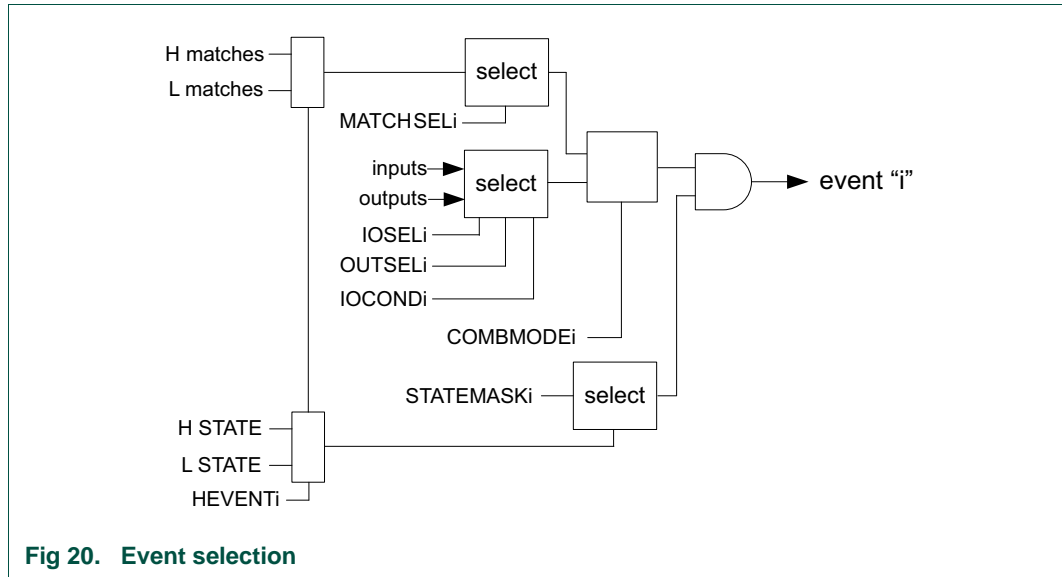 H matches
L matches
select
MATCHSELi
inputs
outputs
select
IOSELi
OUTSELi
IOCONDi
event “i”
COMBMODEi
STATEMASKi
select
H STATE
L STATE
HEVENTi
Fig 20. Event selection